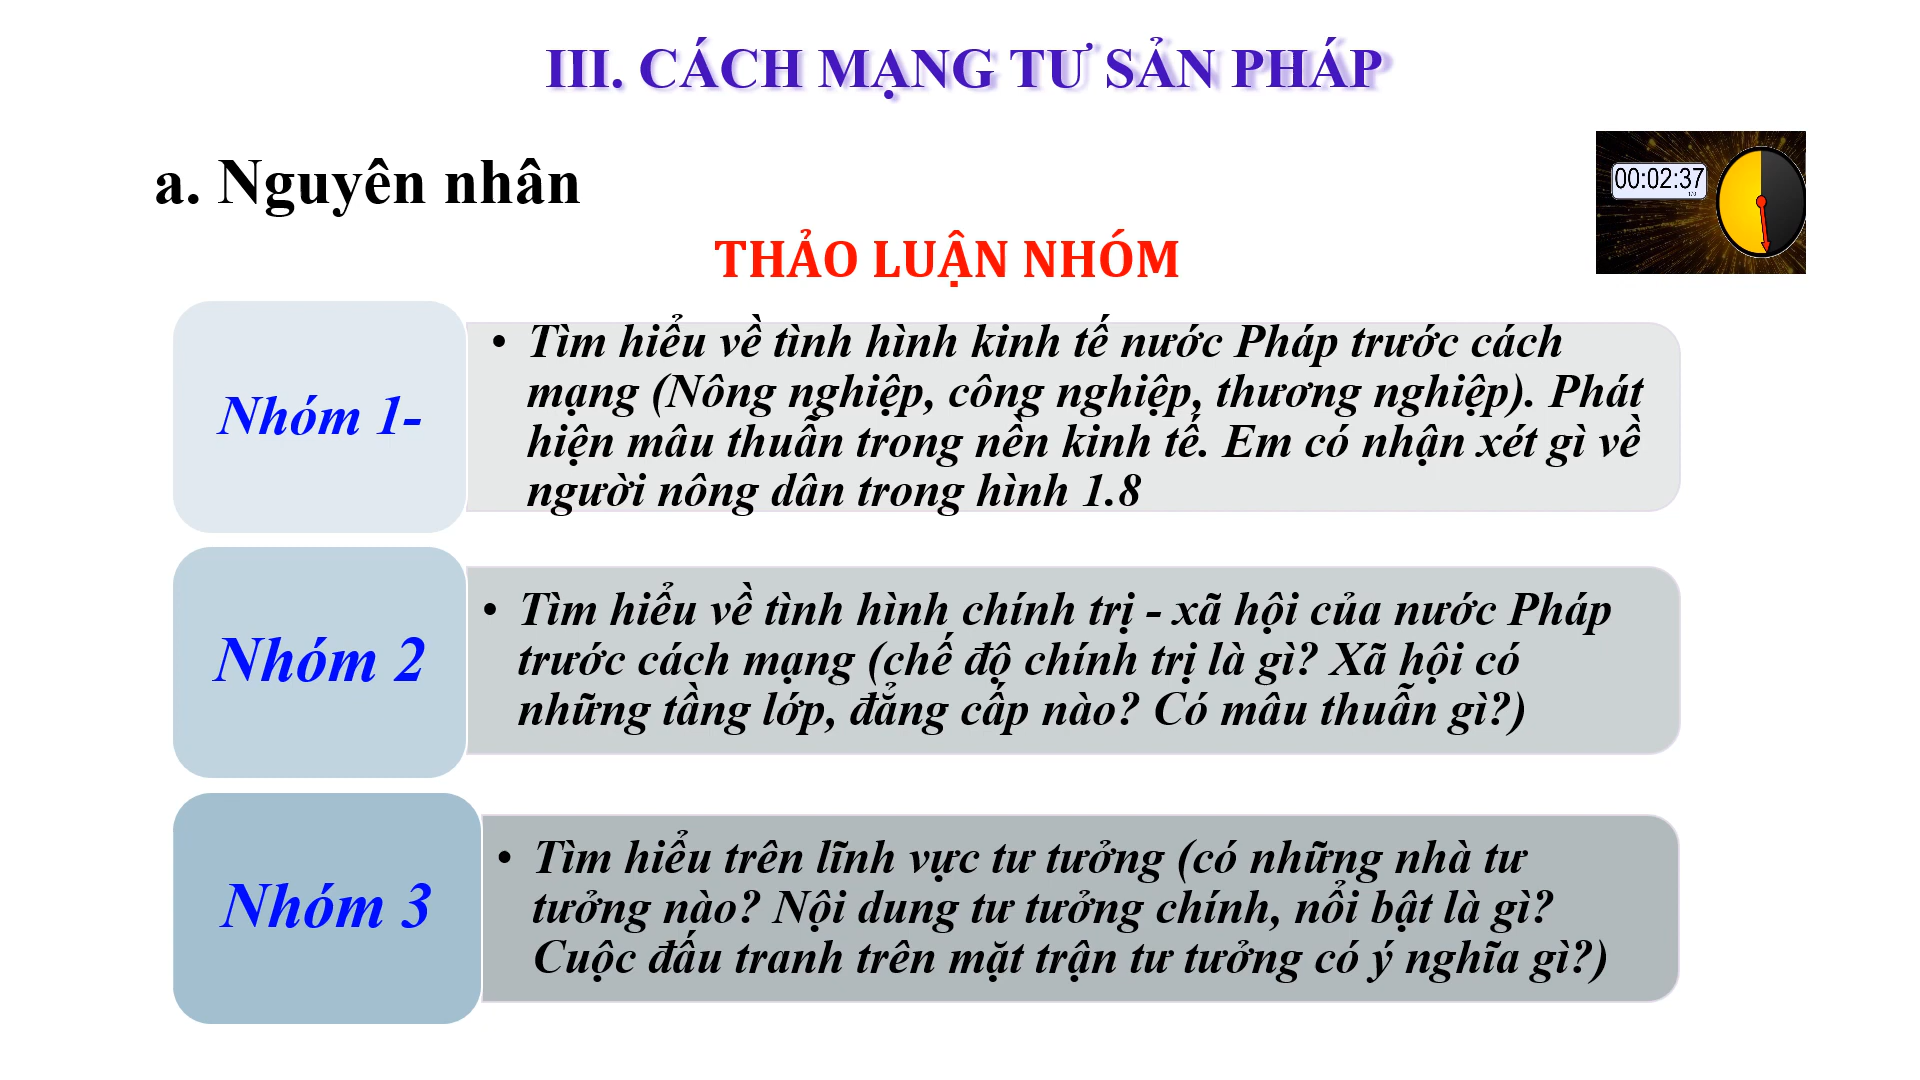 III. CÁCH MẠNG TƯ SẢN PHÁP
a. Nguyên nhân
00:02:37
THẢO LUẬN NHÓM
Nhóm 1-
• Tìm hiểu về tình hình kinh tế nước Pháp trước cách
mạng (Nông nghiệp, công nghiệp, thương nghiệp). Phát
hiện mâu thuẫn trong nền kinh tế. Em có nhận xét gì về
người nông dân trong hình 1.8
Nhóm 2
• Tìm hiểu về tình hình chính trị - xã hội của nước Pháp
trước cách mạng (chế độ chính trị là gì? Xã hội có
những tầng lớp, đẳng cấp nào? Có mâu thuẫn gì?)
Nhóm 3
• Tìm hiểu trên lĩnh vực tư tưởng (có những nhà tư
tưởng nào? Nội dung tư tưởng chính, nổi bật là gì?
Cuộc đấu tranh trên mặt trận tư tưởng có ý nghĩa gì?)